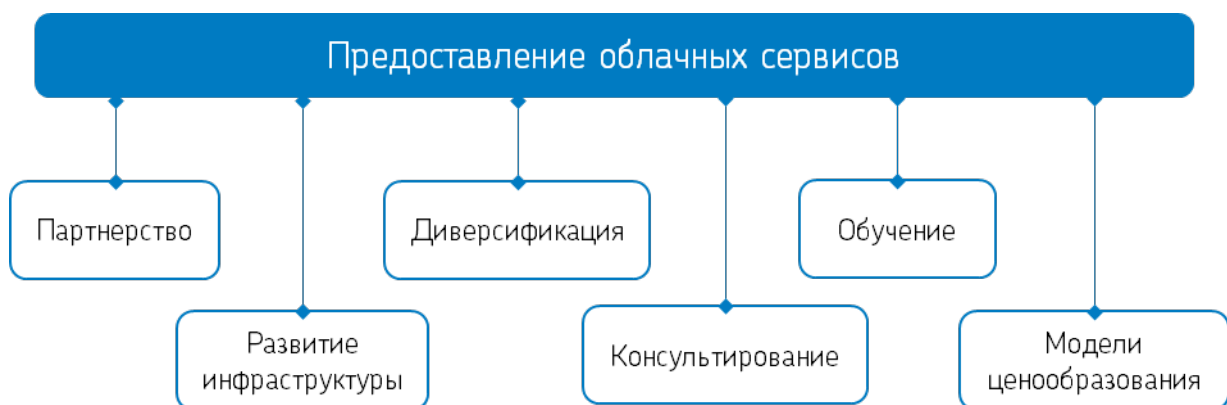 Предоставление облачных сервисов
Партнерство
Диверсификация
Обучение
Развитие
инфраструктуры
Консультирование
Модели
ценообразования